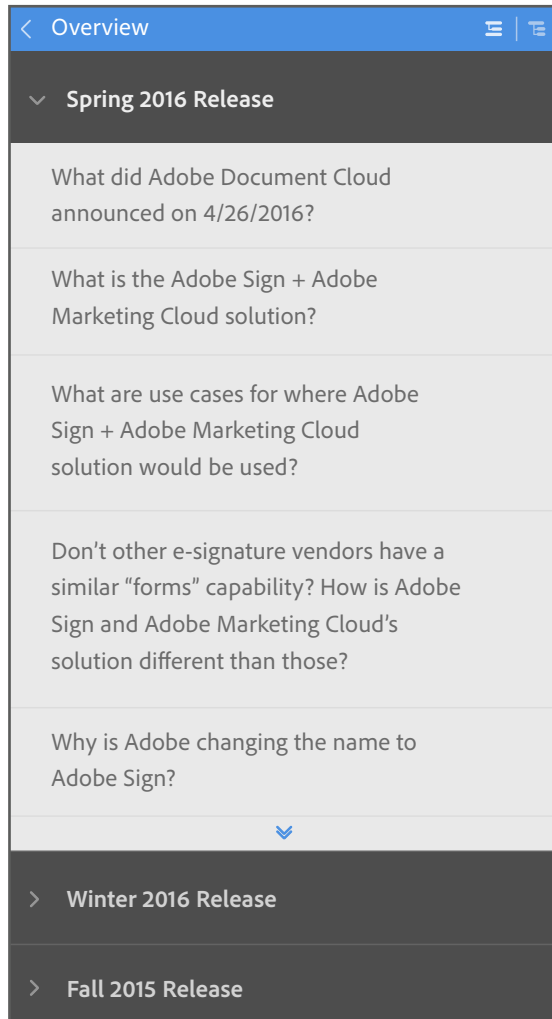 Overview
Spring 2016 Release
What did Adobe Document Cloud
announced on 4/26/2016?
What is the Adobe Sign + Adobe
Marketing Cloud solution?
What are use cases for where Adobe
Sign + Adobe Marketing Cloud
solution would be used?
Don’t other e-signature vendors have a
similar “forms” capability? How is Adobe
Sign and Adobe Marketing Cloud’s
solution different than those?
Why is Adobe changing the name to
Adobe Sign?
Winter 2016 Release
Fall 2015 Release